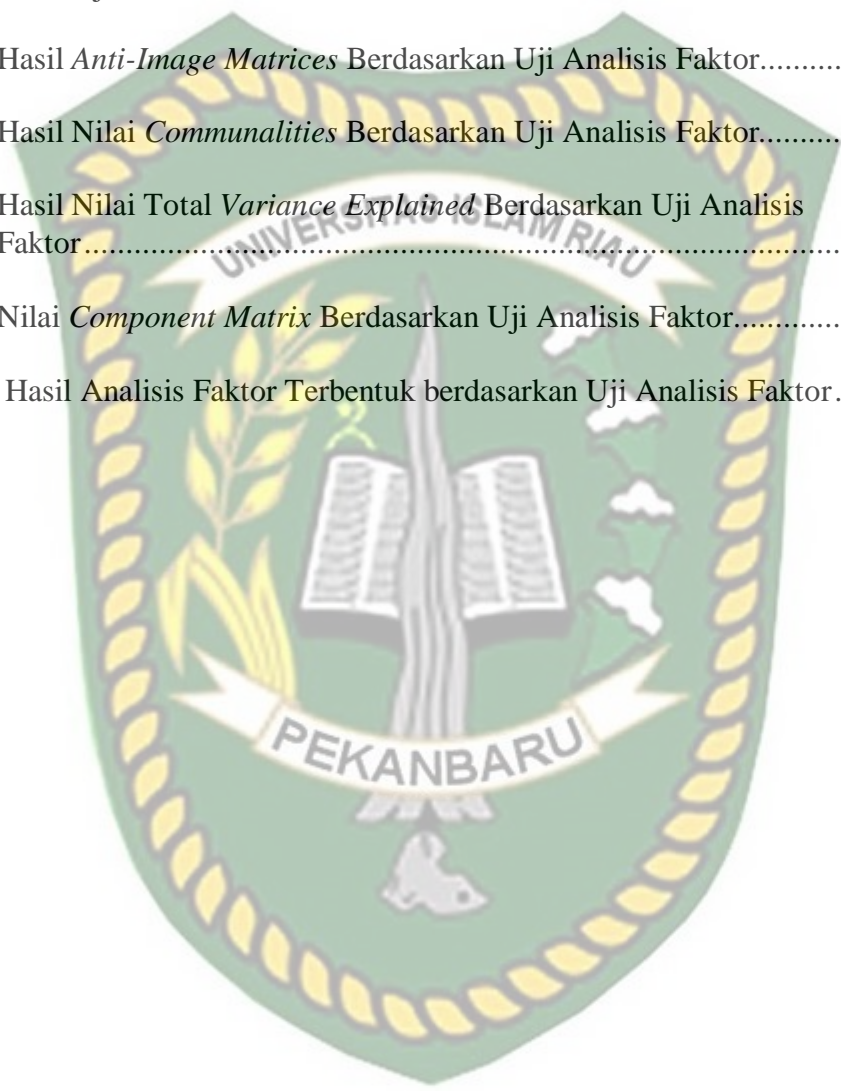 Hasil Anti-Image Matrices Berdasarkan Uji Analisis Faktor..........
Hasil Nilai Communalities Berdasarkan Uji Analisis Faktor..........
Hasil Nilai Total Variance Explained Berdasarkan Uji Analisis
Faktor...........................................................................................
UNIVERSITAS ISLAM RIAU
Nilai Component Matrix Berdasarkan Uji Analisis Faktor.............
Hasil Analisis Faktor Terbentuk berdasarkan Uji Analisis Faktor.
PEKANBARU